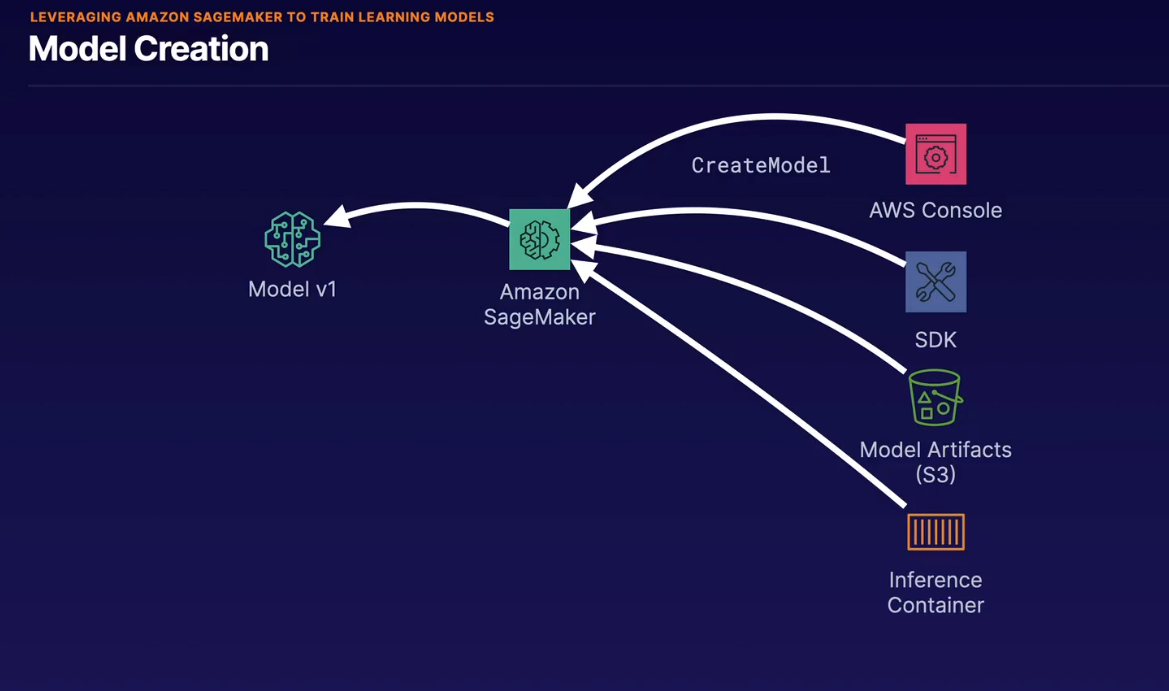 LEVERAGING AMAZON SAGEMAKER TO TRAIN LEARNING MODELS
Model Creation
CreateModel
AWS Console
Model v1
Amazon
SageMaker
SDK
Model Artifacts
(S3)
Inference
Container